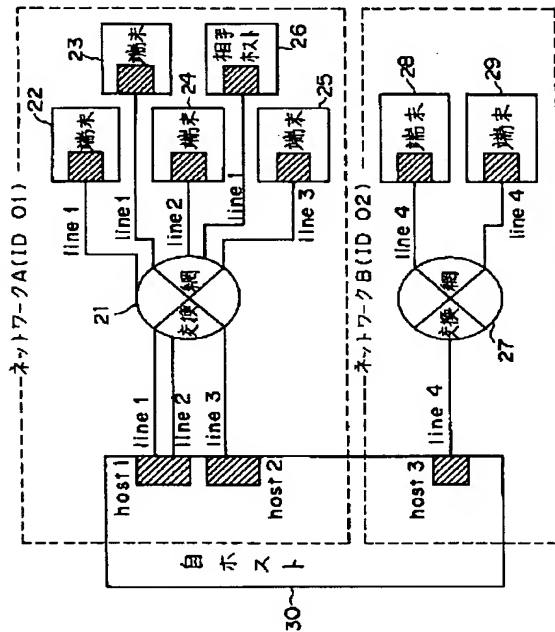 ネットワークA(ID 01)
22
端末
23
端末
24
端末
相手
ホスト
26
端末
25
line 1
line 1
line 2
line 1
line 3
21
交換網
line 1
line 2
line 3
host 1
host 2
ネットワークB(ID 02)
端末
28
端末
29
line 4
line 4
交換網
27
line 4
host 3
自ホスト
30